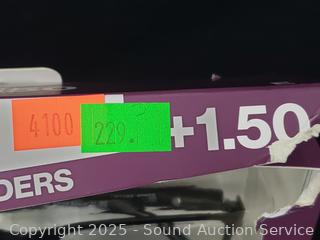 4100 229. +1.50
DERS
Copyright 2025 - Sound Auction Service